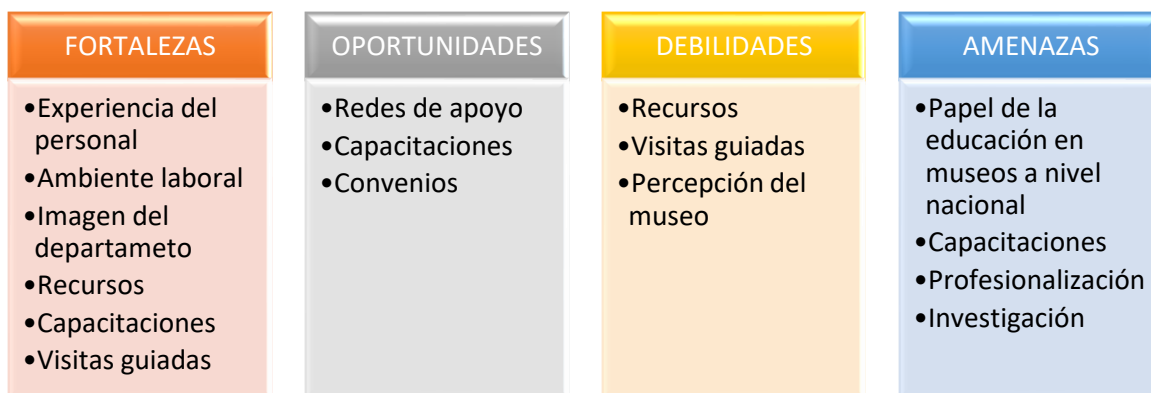 FORTALEZAS
•Experiencia del
personal
•Ambiente laboral
•Imagen del
departameto
•Recursos
•Capacitaciones
•Visitas guiadas
OPORTUNIDADES
•Redes de apoyo
•Capacitaciones
•Convenios
DEBILIDADES
•Recursos
•Visitas guiadas
•Percepción del
museo
AMENAZAS
•Papel de la
educación en
museos a nivel
nacional
•Capacitaciones
•Profesionalización
•Investigación